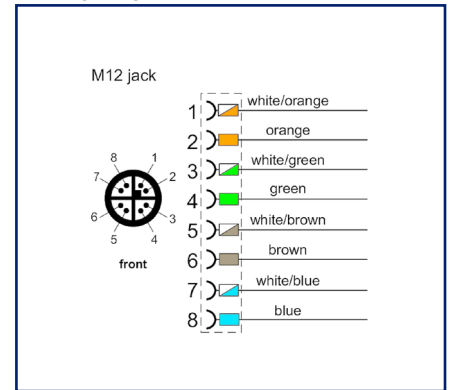 M12 jack
1 white/orange
2 orange
3 white/green
4 green
5 white/brown
6 brown
7 white/blue
8 blue
8 1
7 2
6 3
5 4
front